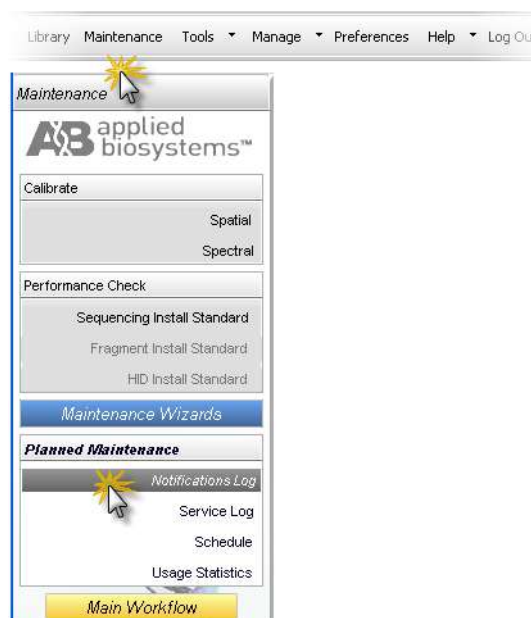 Library Maintenance Tools Manage Preferences Help Log Ou
Maintenance
AB applied
biosystems™
Calibrate
Spatial
Spectral
Performance Check
Sequencing Install Standard
Fragment Install Standard
HID Install Standard
Maintenance Wizards
Planned Maintenance
Notifications Log
Service Log
Schedule
Usage Statistics
Main Workflow